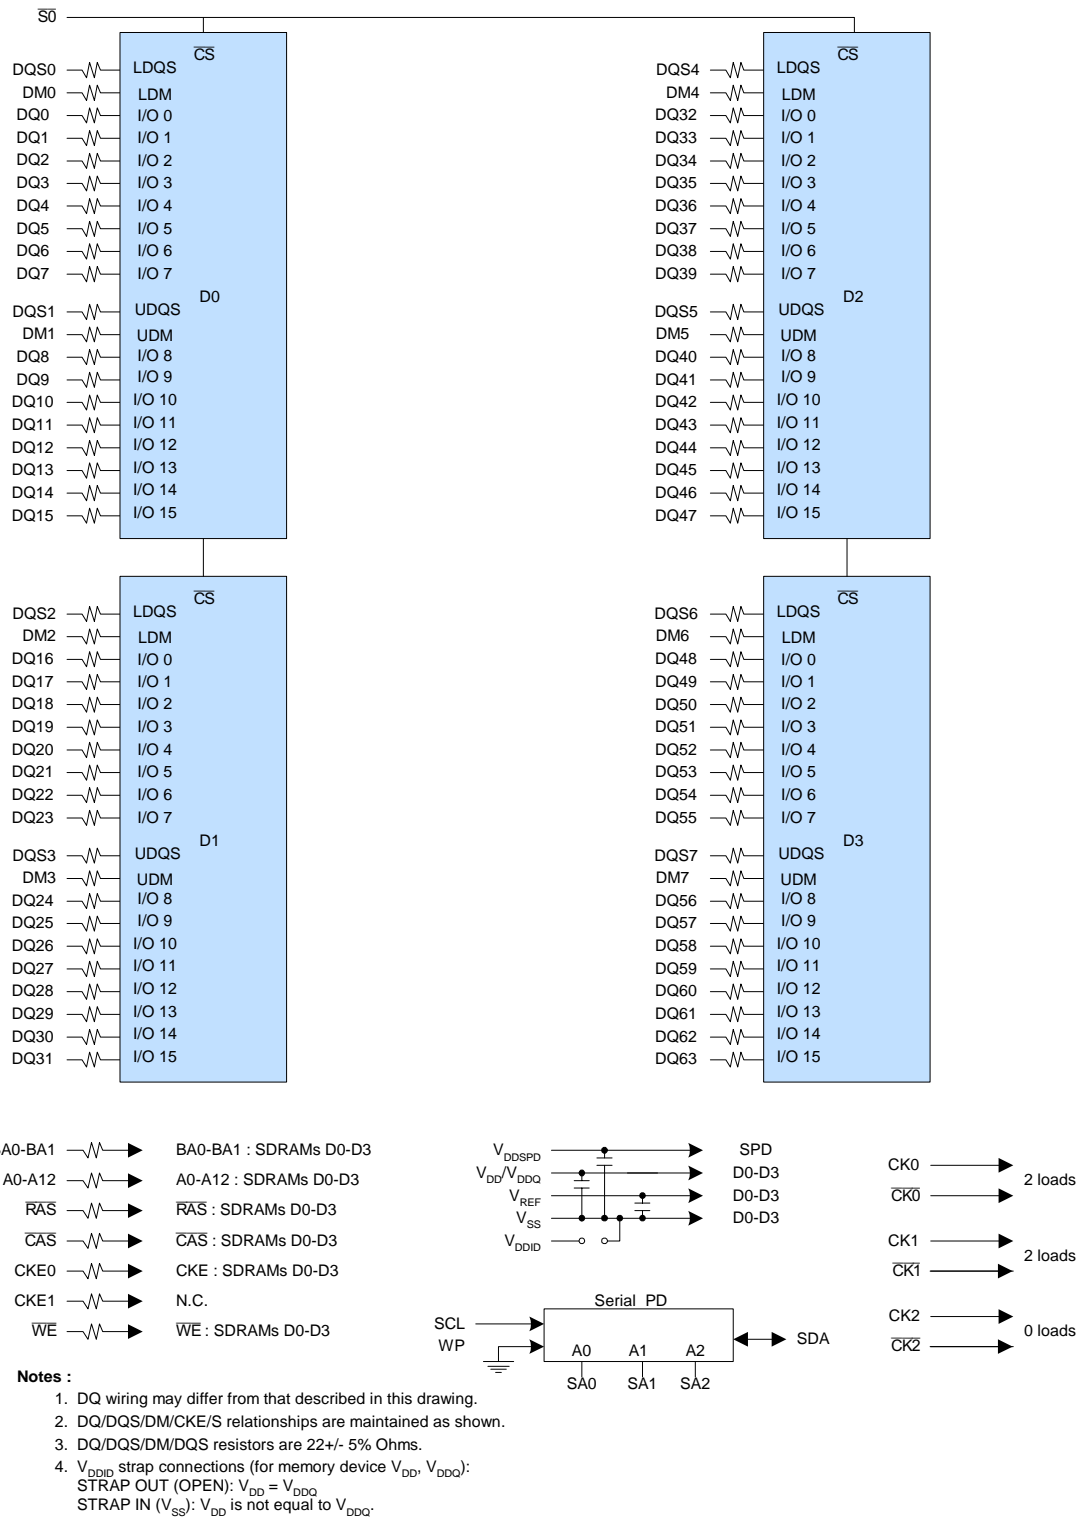 S0
CS
DQS0 LDQS
DM0 LDM
DQ0 I/O 0
DQ1 I/O 1
DQ2 I/O 2
DQ3 I/O 3
DQ4 I/O 4
DQ5 I/O 5
DQ6 I/O 6
DQ7 I/O 7
D0
DQS1 UDQS
DM1 UDM
DQ8 I/O 8
DQ9 I/O 9
DQ10 I/O 10
DQ11 I/O 11
DQ12 I/O 12
DQ13 I/O 13
DQ14 I/O 14
DQ15 I/O 15
CS
DQS4 LDQS
DM4 LDM
DQ32 I/O 0
DQ33 I/O 1
DQ34 I/O 2
DQ35 I/O 3
DQ36 I/O 4
DQ37 I/O 5
DQ38 I/O 6
DQ39 I/O 7
D2
DQS5 UDQS
DM5 UDM
DQ40 I/O 8
DQ41 I/O 9
DQ42 I/O 10
DQ43 I/O 11
DQ44 I/O 12
DQ45 I/O 13
DQ46 I/O 14
DQ47 I/O 15
CS
DQS2 LDQS
DM2 LDM
DQ16 I/O 0
DQ17 I/O 1
DQ18 I/O 2
DQ19 I/O 3
DQ20 I/O 4
DQ21 I/O 5
DQ22 I/O 6
DQ23 I/O 7
D1
DQS3 UDQS
DM3 UDM
DQ24 I/O 8
DQ25 I/O 9
DQ26 I/O 10
DQ27 I/O 11
DQ28 I/O 12
DQ29 I/O 13
DQ30 I/O 14
DQ31 I/O 15
CS
DQS6 LDQS
DM6 LDM
DQ48 I/O 0
DQ49 I/O 1
DQ50 I/O 2
DQ51 I/O 3
DQ52 I/O 4
DQ53 I/O 5
DQ54 I/O 6
DQ55 I/O 7
D3
DQS7 UDQS
DM7 UDM
DQ56 I/O 8
DQ57 I/O 9
DQ58 I/O 10
DQ59 I/O 11
DQ60 I/O 12
DQ61 I/O 13
DQ62 I/O 14
DQ63 I/O 15
BA0-BA1 BA0-BA1 : SDRAMs D0-D3
A0-A12 A0-A12 : SDRAMs D0-D3
RAS RAS : SDRAMs D0-D3
CAS CAS : SDRAMs D0-D3
CKE0 CKE : SDRAMs D0-D3
CKE1 N.C.
WE WE : SDRAMs D0-D3
VDDSPD SPD
VDD/VDDQ D0-D3
VREF D0-D3
VSS D0-D3
VDDID
Serial PD
SCL
WP
A0 A1 A2
SDA
SA0 SA1 SA2
CK0
CK0
2 loads
CK1
CK1
2 loads
CK2
CK2
0 loads
Notes :
1. DQ wiring may differ from that described in this drawing.
2. DQ/DQS/DM/CKE/S relationships are maintained as shown.
3. DQ/DQS/DM/DQS resistors are 22+/- 5% Ohms.
4. VDDID strap connections (for memory device VDD, VDDQ):
STRAP OUT (OPEN): VDD = VDDQ
STRAP IN (VSS): VDD is not equal to VDDQ.